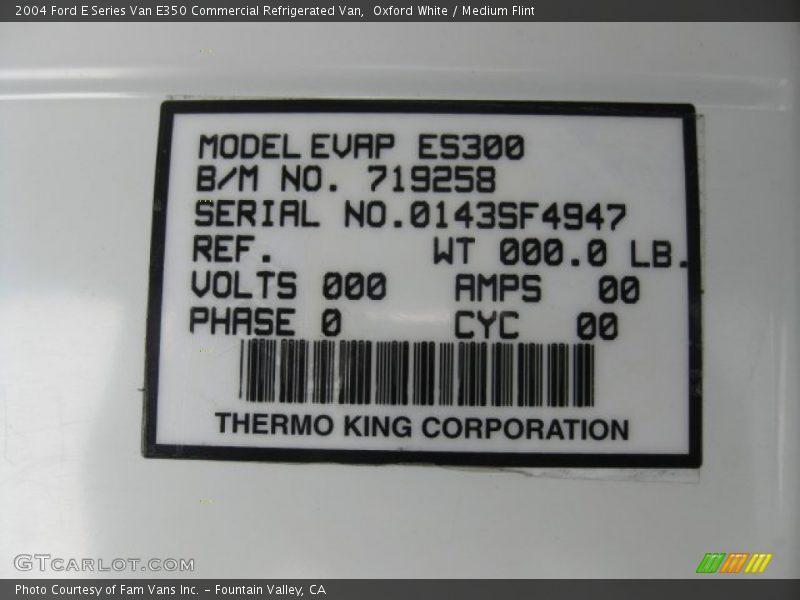 2004 Ford E Series Van E350 Commercial Refrigerated Van,  Oxford White / Medium Flint
MODEL EVAP ES300
B/M NO. 719258
SERIAL NO.0143SF4947
REF. WT 000.0 LB.
VOLTS 000 AMPS 00
PHASE 0 CYC 00
THERMO KING CORPORATION
GTCARLOT.COM
Photo Courtesy of Fam Vans Inc. - Fountain Valley, CA